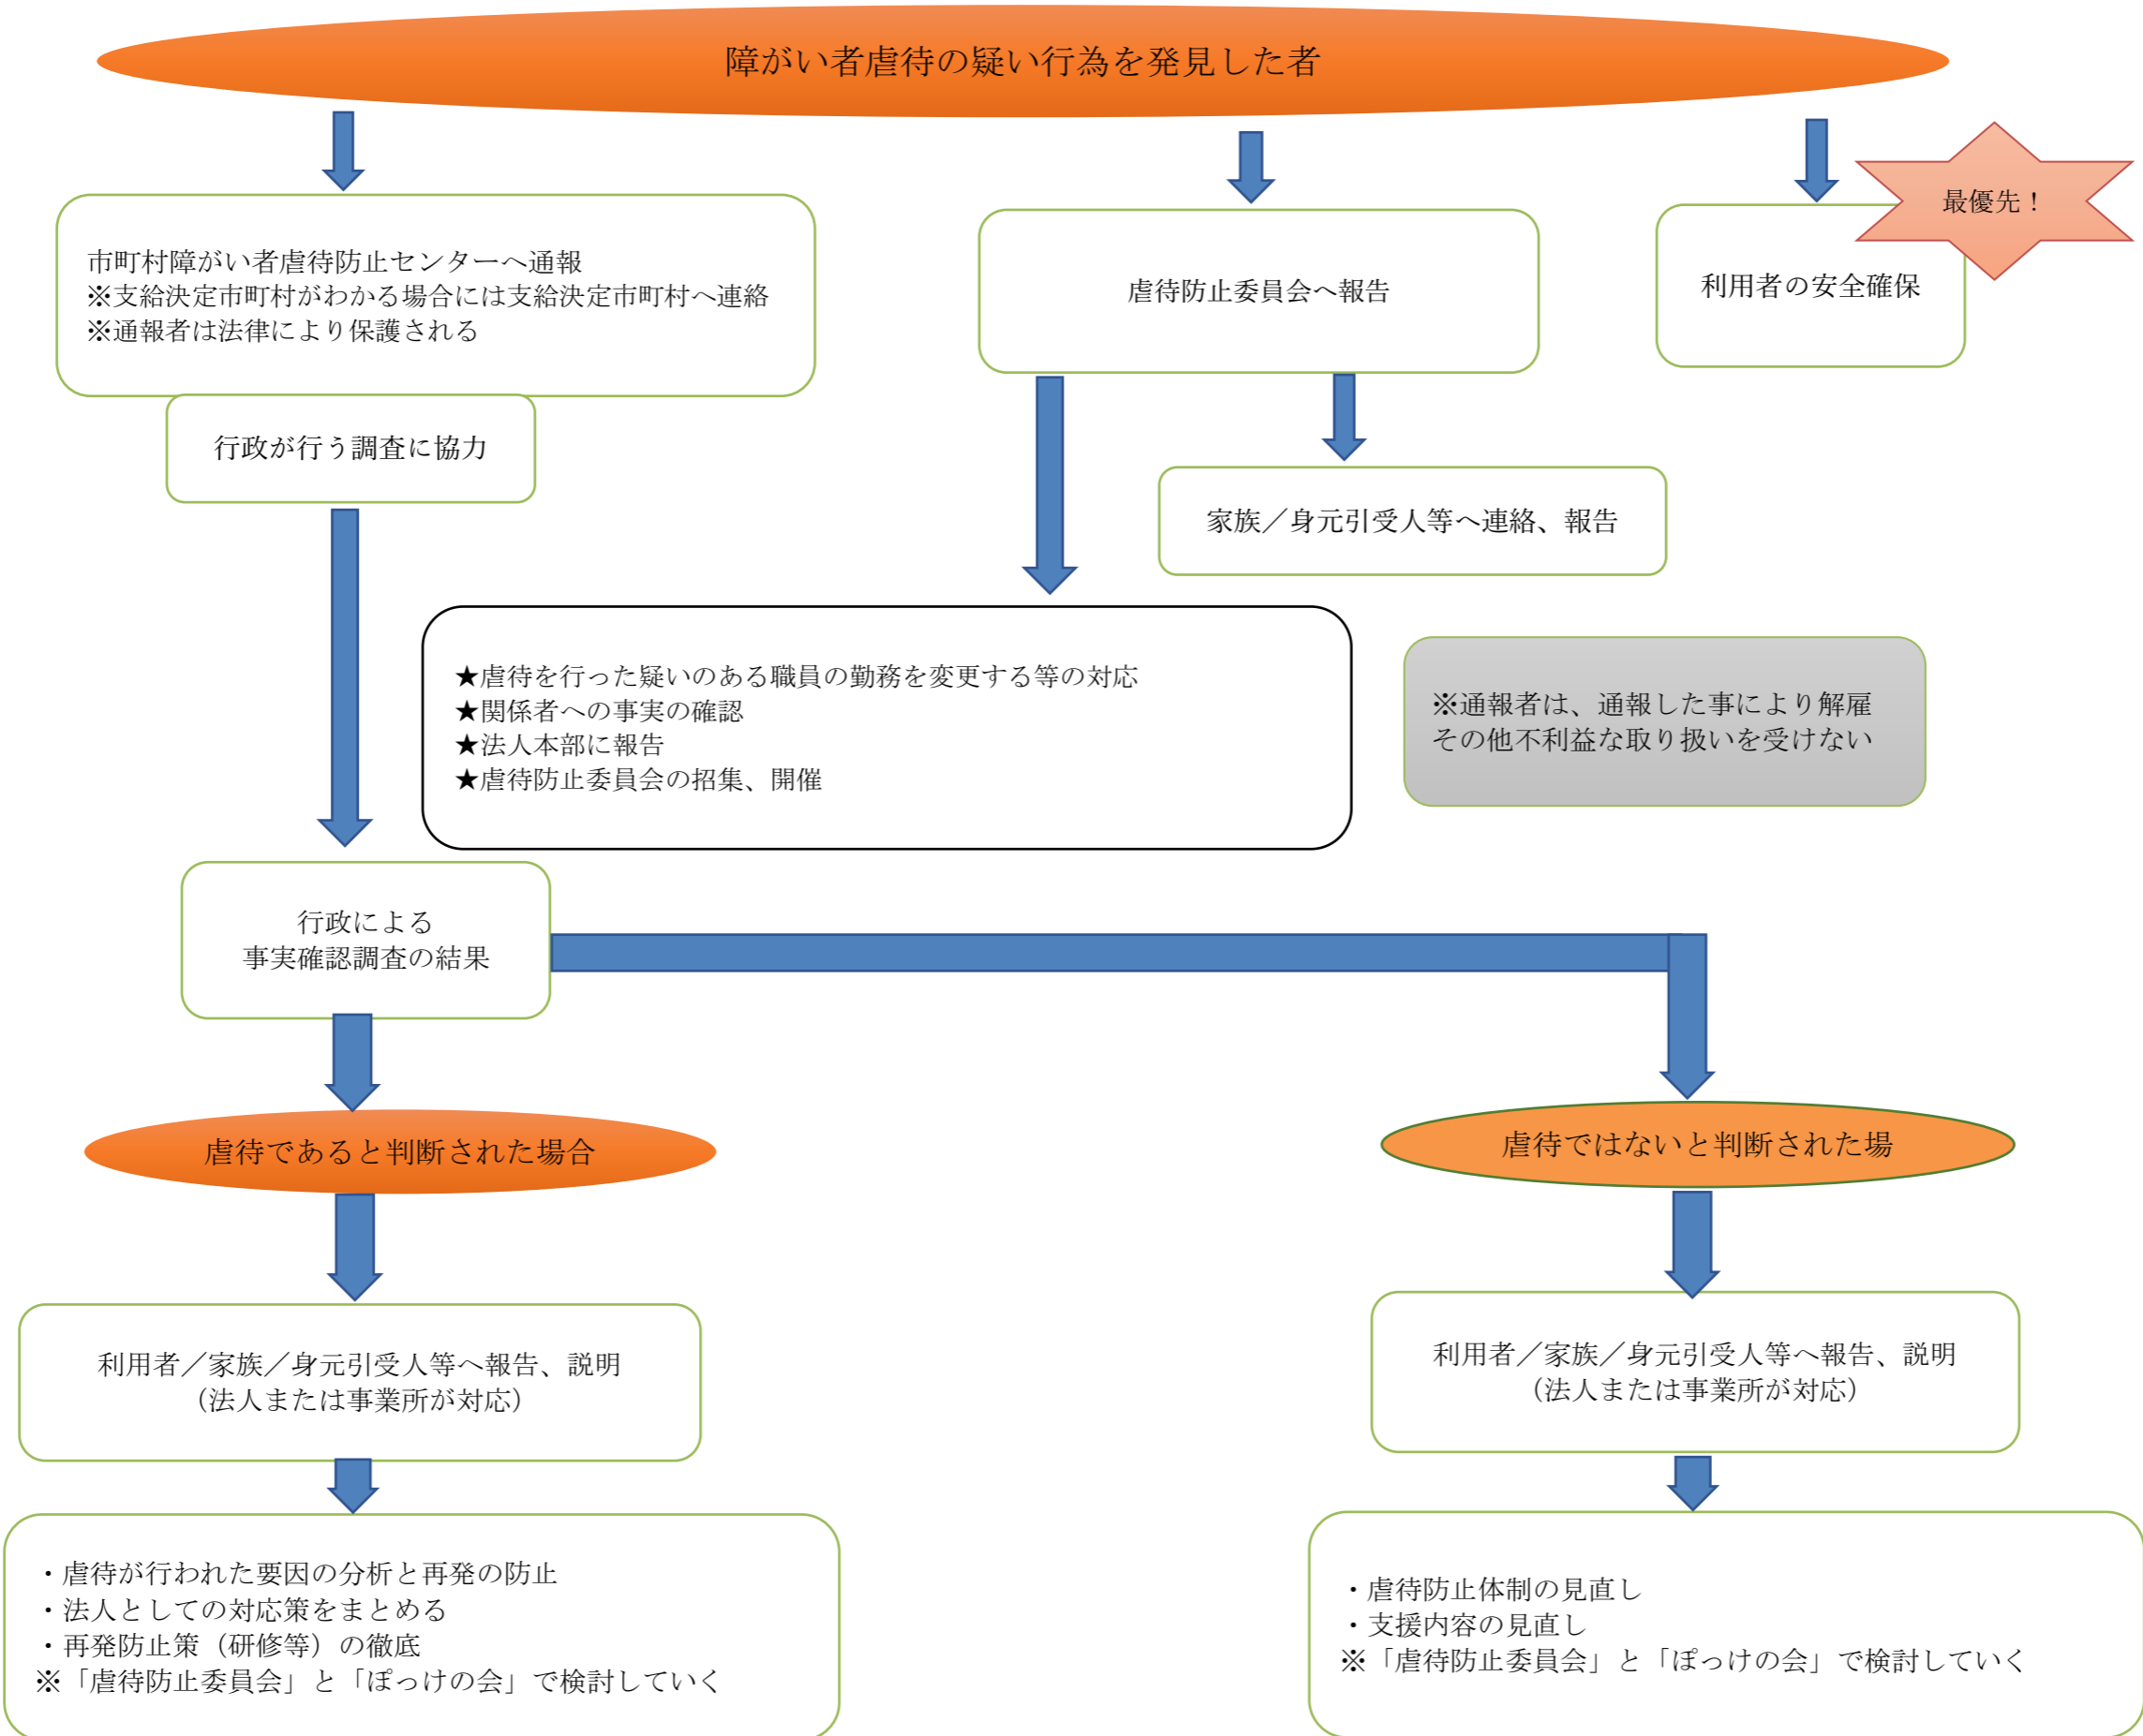 障がい者虐待の疑い行為を発見した者
最優先！
市町村障がい者虐待防止センターへ通報
※支給決定市町村がわかる場合には支給決定市町村へ連絡
※通報者は法律により保護される
虐待防止委員会へ報告
利用者の安全確保
行政が行う調査に協力
家族／身元引受人等へ連絡、報告
★虐待を行った疑いのある職員の勤務を変更する等の対応
★関係者への事実の確認
★法人本部に報告
★虐待防止委員会の招集、開催
※通報者は、通報した事により解雇
その他不利益な取り扱いを受けない
行政による
事実確認調査の結果
虐待であると判断された場合
虐待ではないと判断された場
利用者／家族／身元引受人等へ報告、説明
（法人または事業所が対応）
利用者／家族／身元引受人等へ報告、説明
（法人または事業所が対応）
・虐待が行われた要因の分析と再発の防止
・法人としての対応策をまとめる
・再発防止策（研修等）の徹底
※「虐待防止委員会」と「ぽっけの会」で検討していく
・虐待防止体制の見直し
・支援内容の見直し
※「虐待防止委員会」と「ぽっけの会」で検討していく